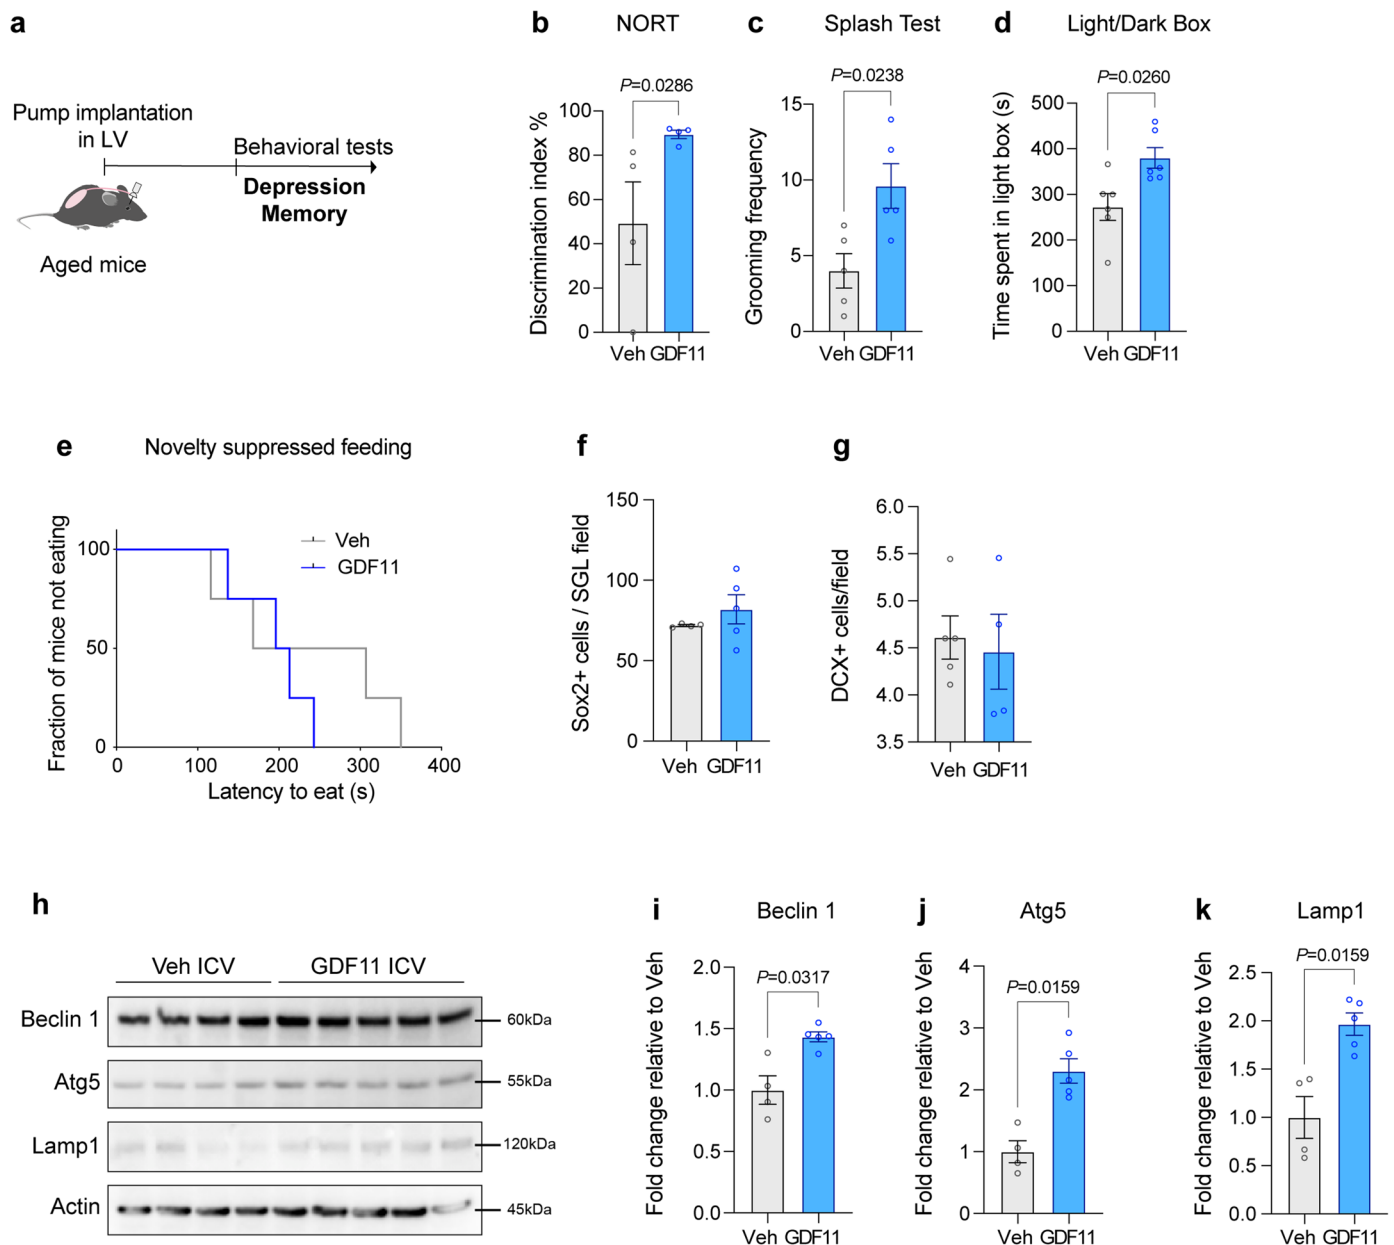 a
Pump implantation
in LV
Behavioral tests
Depression
Memory
Aged mice
b
NORT
P=0.0286
Discrimination index %
100
80
60
40
20
0
Veh GDF11
c
Splash Test
P=0.0238
Grooming frequency
15
10
5
0
Veh GDF11
d
Light/Dark Box
P=0.0260
Time spent in light box (s)
500
400
300
200
100
0
Veh GDF11
e
Novelty suppressed feeding
Fraction of mice not eating
100
50
0
Veh
GDF11
0 100 200 300 400
Latency to eat (s)
f
Sox2+ cells / SGL field
150
100
50
0
Veh GDF11
g
DCX+ cells/field
6.0
5.5
5.0
4.5
4.0
3.5
Veh GDF11
h
Veh ICV GDF11 ICV
Beclin 1 60kDa
Atg5 55kDa
Lamp1 120kDa
Actin 45kDa
i
Beclin 1
P=0.0317
Fold change relative to Veh
2.0
1.5
1.0
0.5
0.0
Veh GDF11
j
Atg5
P=0.0159
Fold change relative to Veh
4
3
2
1
0
Veh GDF11
k
Lamp1
P=0.0159
Fold change relative to Veh
2.5
2.0
1.5
1.0
0.5
0.0
Veh GDF11